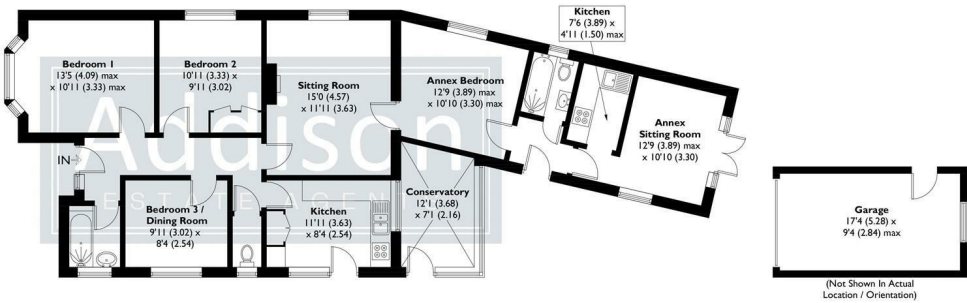 Bedroom 1
13'5 (4.09) max
x 10'11 (3.33) max
Bedroom 2
10'11 (3.33) x
9'11 (3.02)
Sitting Room
15'0 (4.57)
x 11'11 (3.63)
Annex Bedroom
12'9 (3.89) max
x 10'10 (3.30) max
Kitchen
7'6 (3.89) x
4'11 (1.50) max
Annex
Sitting Room
12'9 (3.89) max
x 10'10 (3.30)
IN
Addison
ESTATE AGENT
Bedroom 3 /
Dining Room
9'11 (3.02) x
8'4 (2.54)
Kitchen
11'11 (3.63)
x 8'4 (2.54)
Conservatory
12'1 (3.68)
x 7'1 (2.16)
Garage
17'4 (5.28) x
9'4 (2.84) max
(Not Shown In Actual
Location / Orientation)